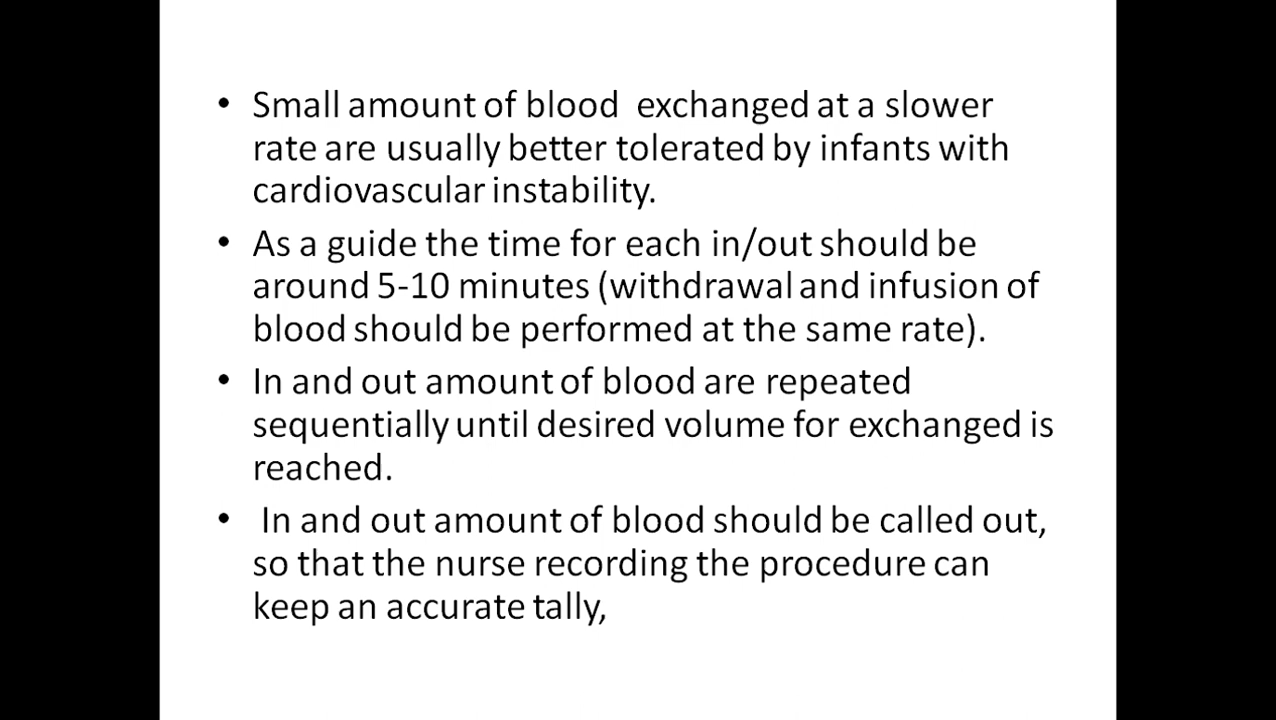 • Small amount of blood  exchanged at a slower
rate are usually better tolerated by infants with
cardiovascular instability.
• As a guide the time for each in/out should be
around 5-10 minutes (withdrawal and infusion of
blood should be performed at the same rate).
• In and out amount of blood are repeated
sequentially until desired volume for exchanged is
reached.
•  In and out amount of blood should be called out,
so that the nurse recording the procedure can
keep an accurate tally,